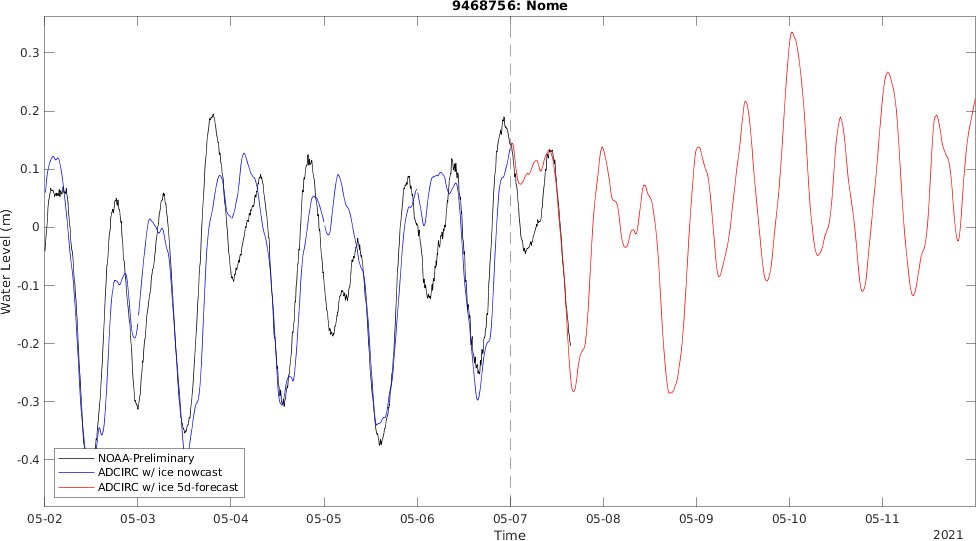 9468756: Nome
0.3
0.2
0.1
0
-0.1
-0.2
-0.3
-0.4
Water Level (m)
NOAA-Preliminary
ADCIRC w/ ice nowcast
ADCIRC w/ ice 5d-forecast
05-02 05-03 05-04 05-05 05-06 05-07 05-08 05-09 05-10 05-11
Time
2021